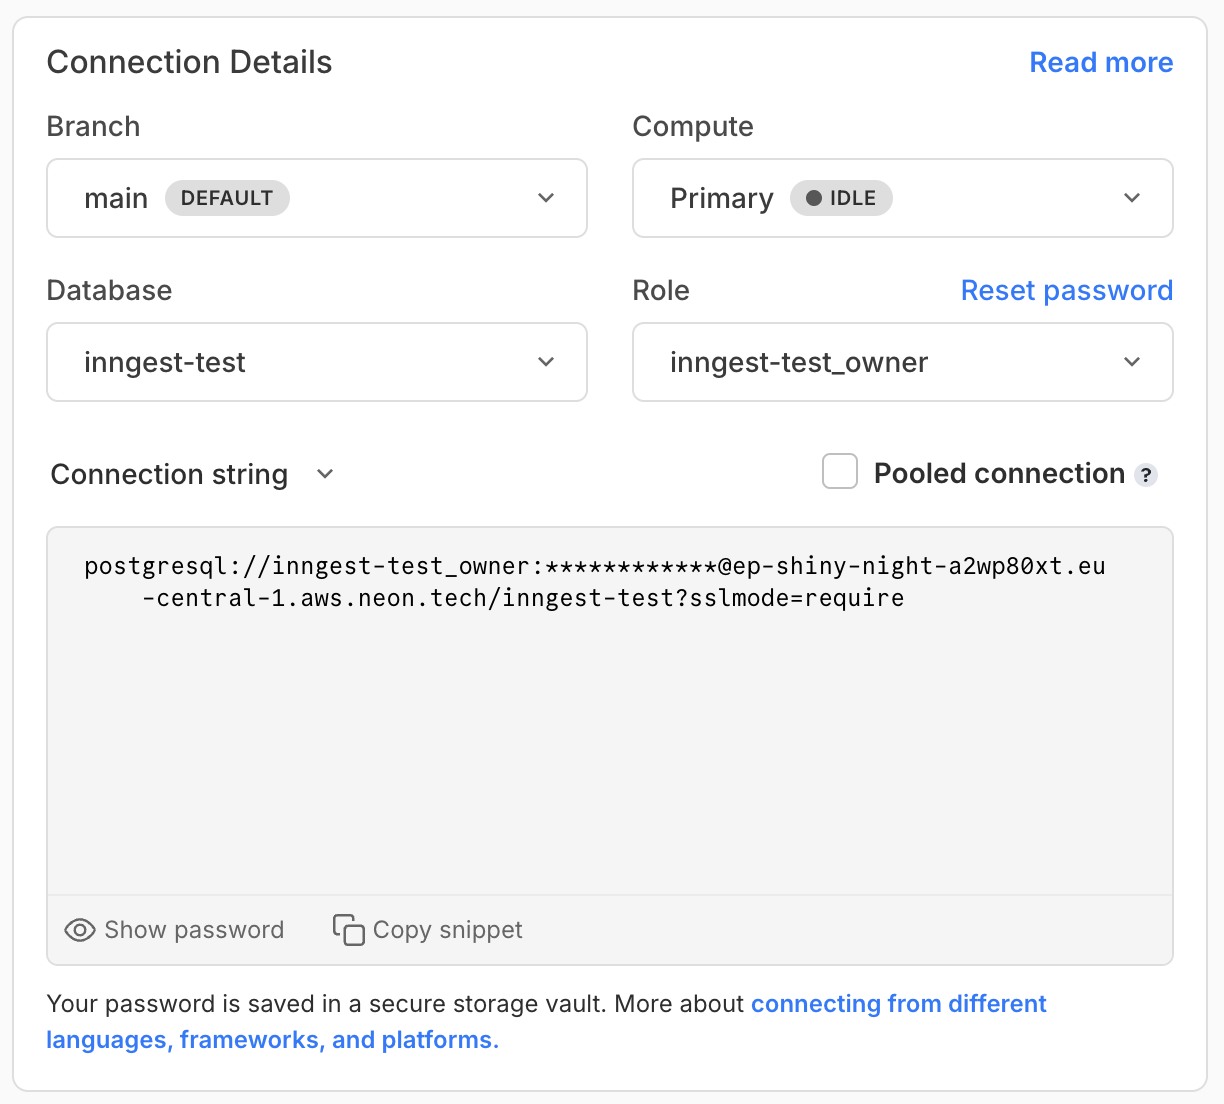 Connection Details
Read more
Branch
Compute
main DEFAULT
Primary IDLE
Database
Role
Reset password
inngest-test
inngest-test_owner
Connection string
Pooled connection ?
postgresql://inngest-test_owner:************@ep-shiny-night-a2wp80xt.eu
-central-1.aws.neon.tech/inngest-test?sslmode=require
Show password
Copy snippet
Your password is saved in a secure storage vault. More about connecting from different
languages, frameworks, and platforms.